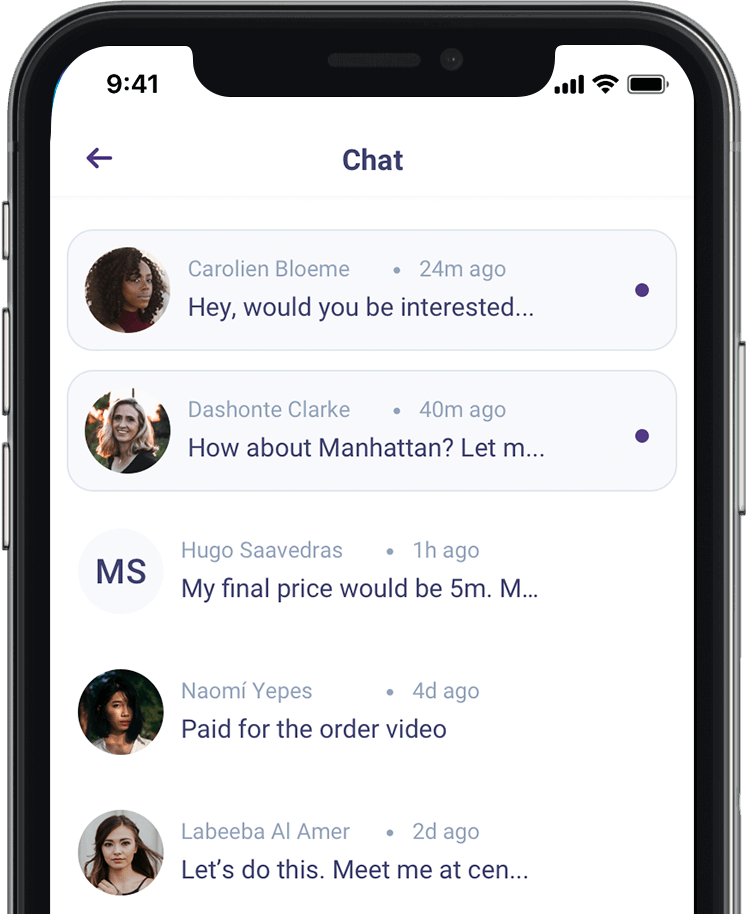 9:41
Chat
Carolien Bloeme • 24m ago
Hey, would you be interested...
Dashonte Clarke • 40m ago
How about Manhattan? Let m...
MS
Hugo Saavedras • 1h ago
My final price would be 5m. M...
Naomí Yepes • 4d ago
Paid for the order video
Labeeba Al Amer • 2d ago
Let’s do this. Meet me at cen...